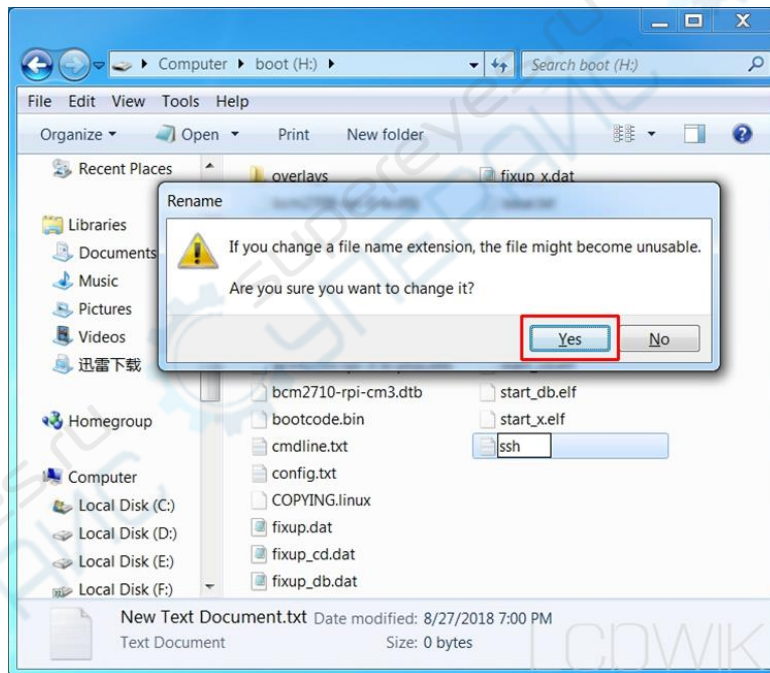 Computer ▸ boot (H:) ▸
Search boot (H:)
File Edit View Tools Help
Organize Open Print New folder
Recent Places
Libraries
Documents
Music
Pictures
Videos
迅雷下载
Homegroup
Computer
Local Disk (C:)
Local Disk (D:)
Local Disk (E:)
Local Disk (F:)
overlays
bcm2710-rpi-cm3.dtb
bootcode.bin
cmdline.txt
config.txt
COPYING.linux
fixup.dat
fixup_cd.dat
fixup_db.dat
fixup_x.dat
start_db.elf
start_x.elf
ssh
Rename
If you change a file name extension, the file might become unusable.
Are you sure you want to change it?
Yes No
New Text Document.txt Date modified: 8/27/2018 7:00 PM
Text Document Size: 0 bytes
supereyes.ru
СУПЕРАЙС
LCDWIK